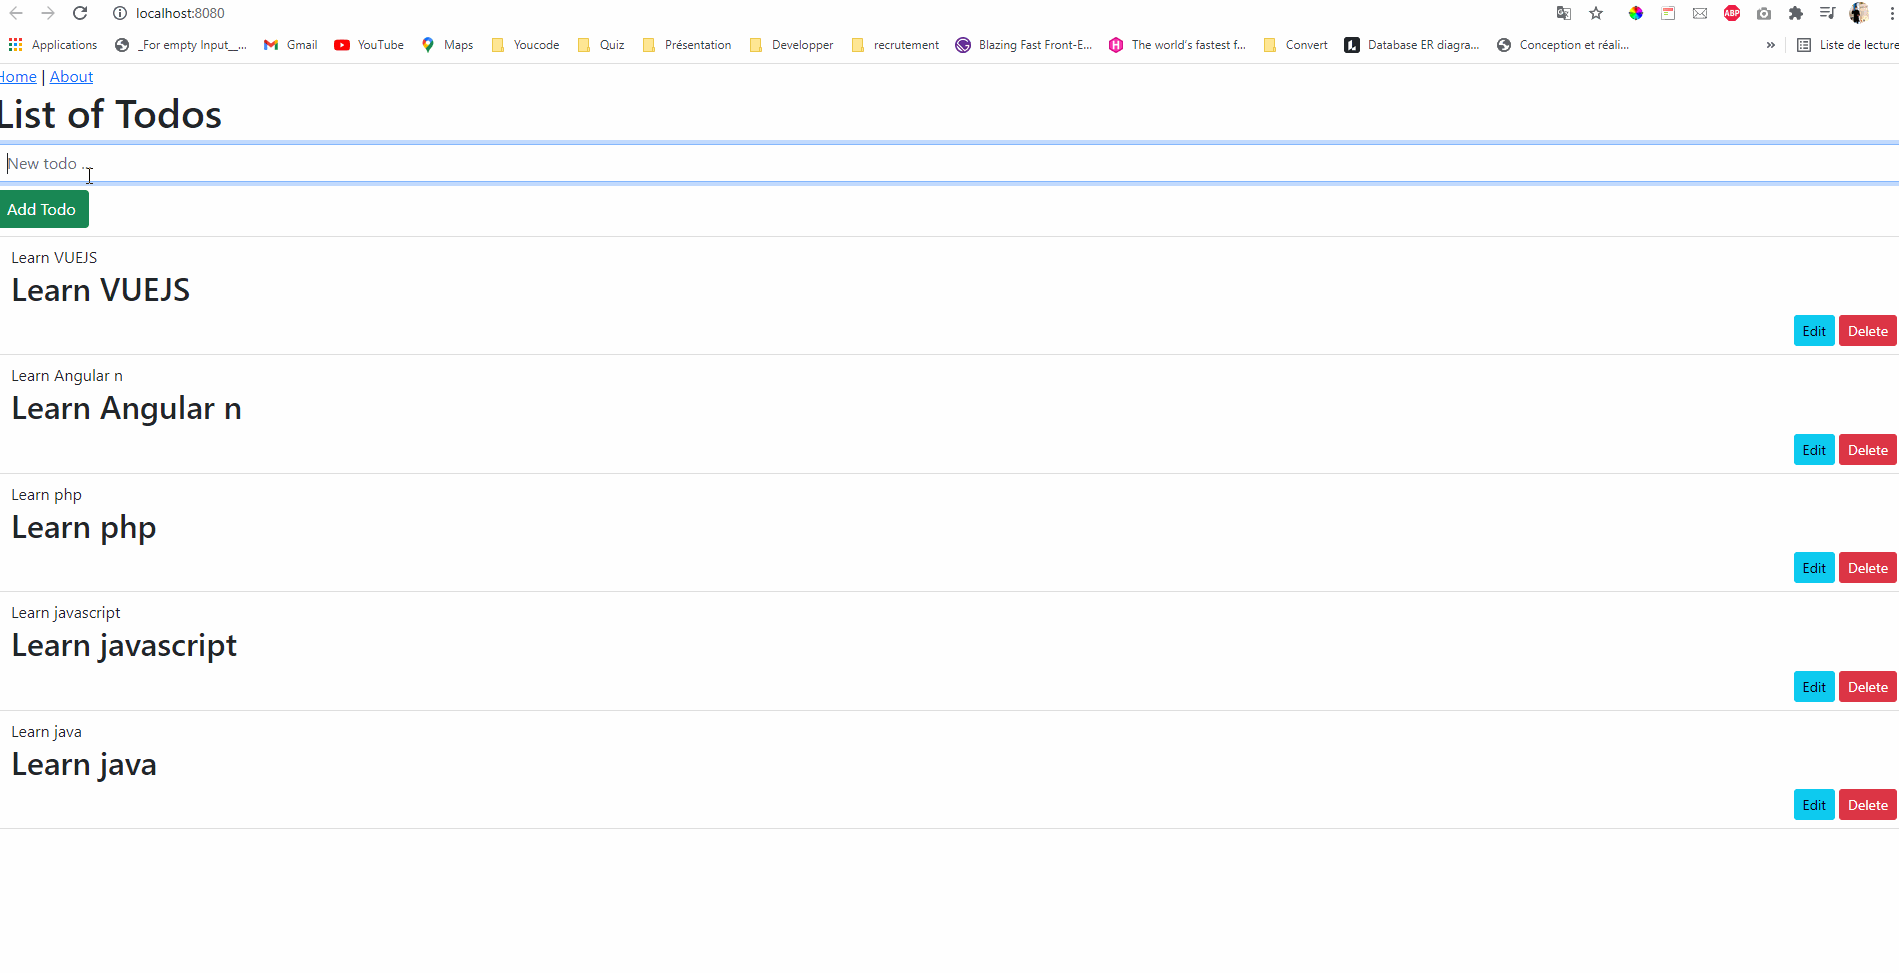 localhost:8080
Applications _For empty Input_... Gmail YouTube Maps Youcode Quiz Présentation Developper recrutement Blazing Fast Front-E... The world's fastest f... Convert Database ER diagra... Conception et réali... » Liste de lecture
Home | About
List of Todos
New todo ...
Add Todo
Learn VUEJS
Learn VUEJS
Edit Delete
Learn Angular n
Learn Angular n
Edit Delete
Learn php
Learn php
Edit Delete
Learn javascript
Learn javascript
Edit Delete
Learn java
Learn java
Edit Delete